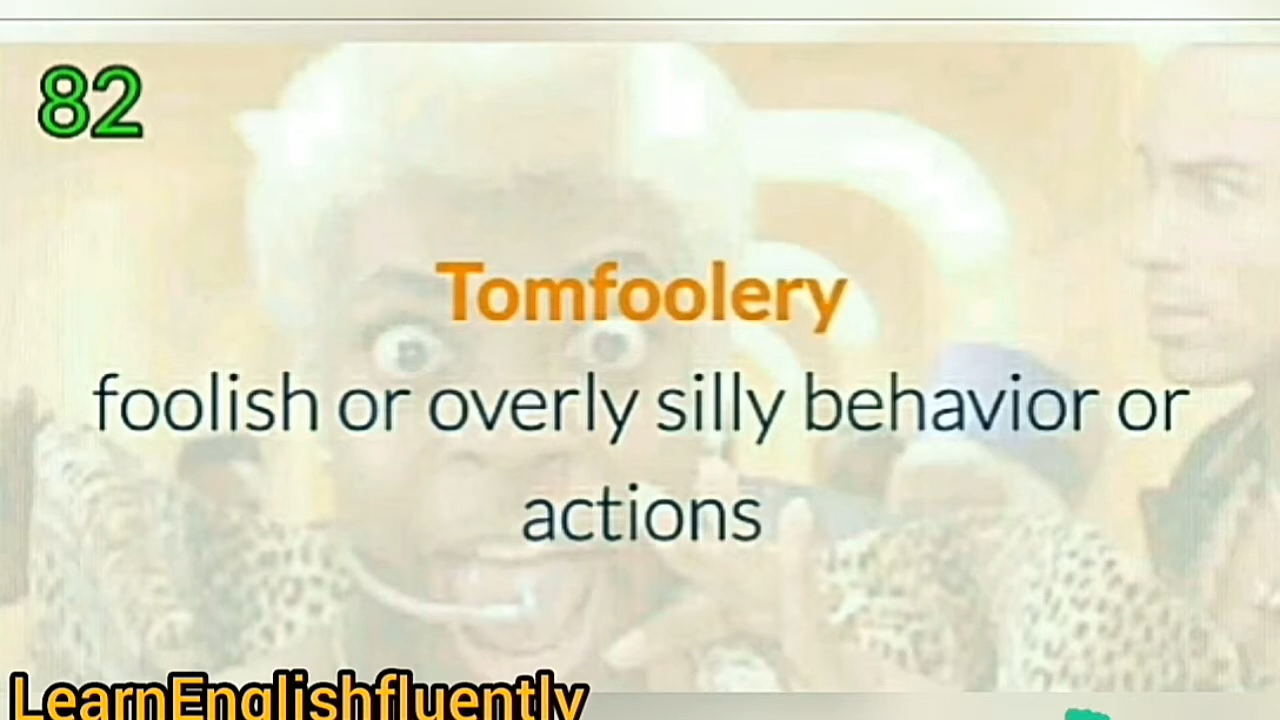 82
Tomfoolery
foolish or overly silly behavior or
actions
LearnEnglishfluently